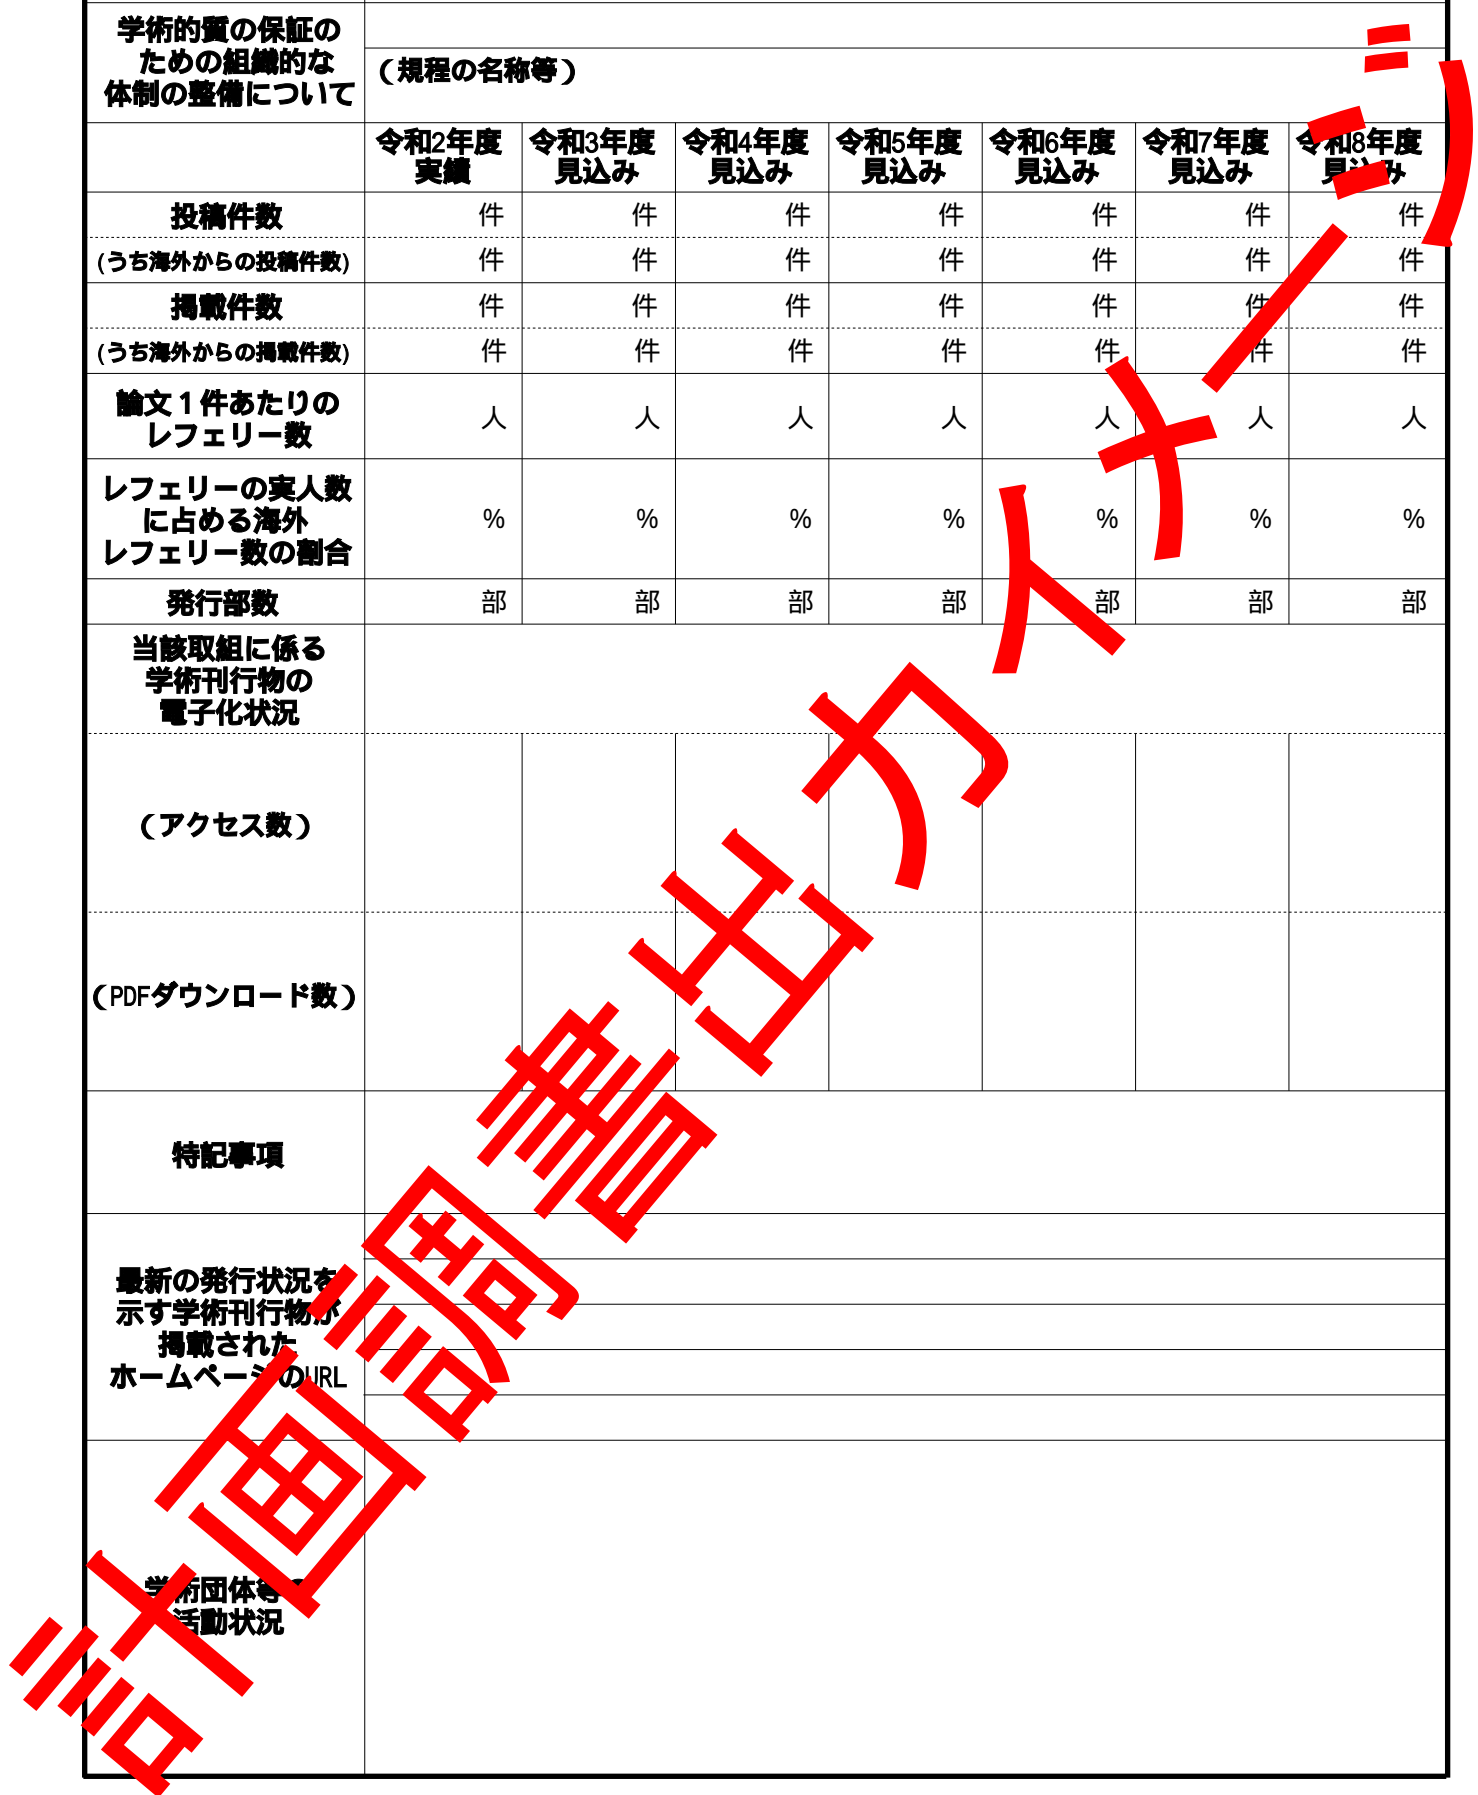 学術的質の保証の
ための組織的な
体制の整備について
（規程の名称等）
令和2年度 令和3年度 令和4年度 令和5年度 令和6年度 令和7年度 令和8年度
実績 見込み 見込み 見込み 見込み 見込み 見込み
投稿件数 件 件 件 件 件 件 件
(うち海外からの投稿件数) 件 件 件 件 件 件 件
掲載件数 件 件 件 件 件 件 件
(うち海外からの掲載件数) 件 件 件 件 件 件 件
論文１件あたりの
レフェリー数 人 人 人 人 人 人 人
レフェリーの実人数
に占める海外
レフェリー数の割合 % % % % % % %
発行部数 部 部 部 部 部 部 部
当該取組に係る
学術刊行物の
電子化状況
（アクセス数）
（PDFダウンロード数）
特記事項
最新の発行状況を
示す学術刊行物が
掲載された
ホームページのURL
学術団体等の
活動状況
計画調書出力イメージ